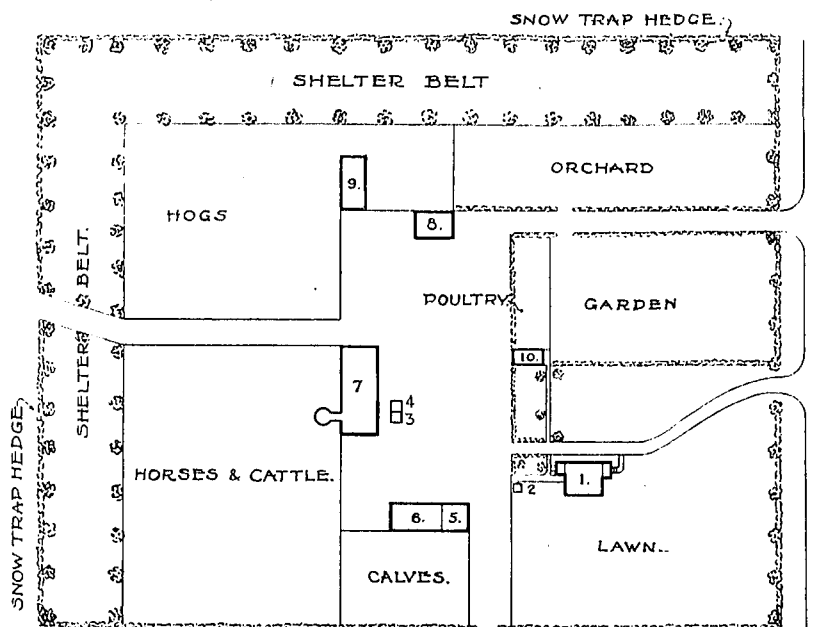 SNOW TRAP HEDGE.
SHELTER BELT
ORCHARD
9.
HOGS
8.
SHELTER BELT.
POULTRY.
GARDEN
10.
7
4
3
SNOW TRAP HEDGE.
HORSES & CATTLE.
1.
2
6.
5.
LAWN.
CALVES.